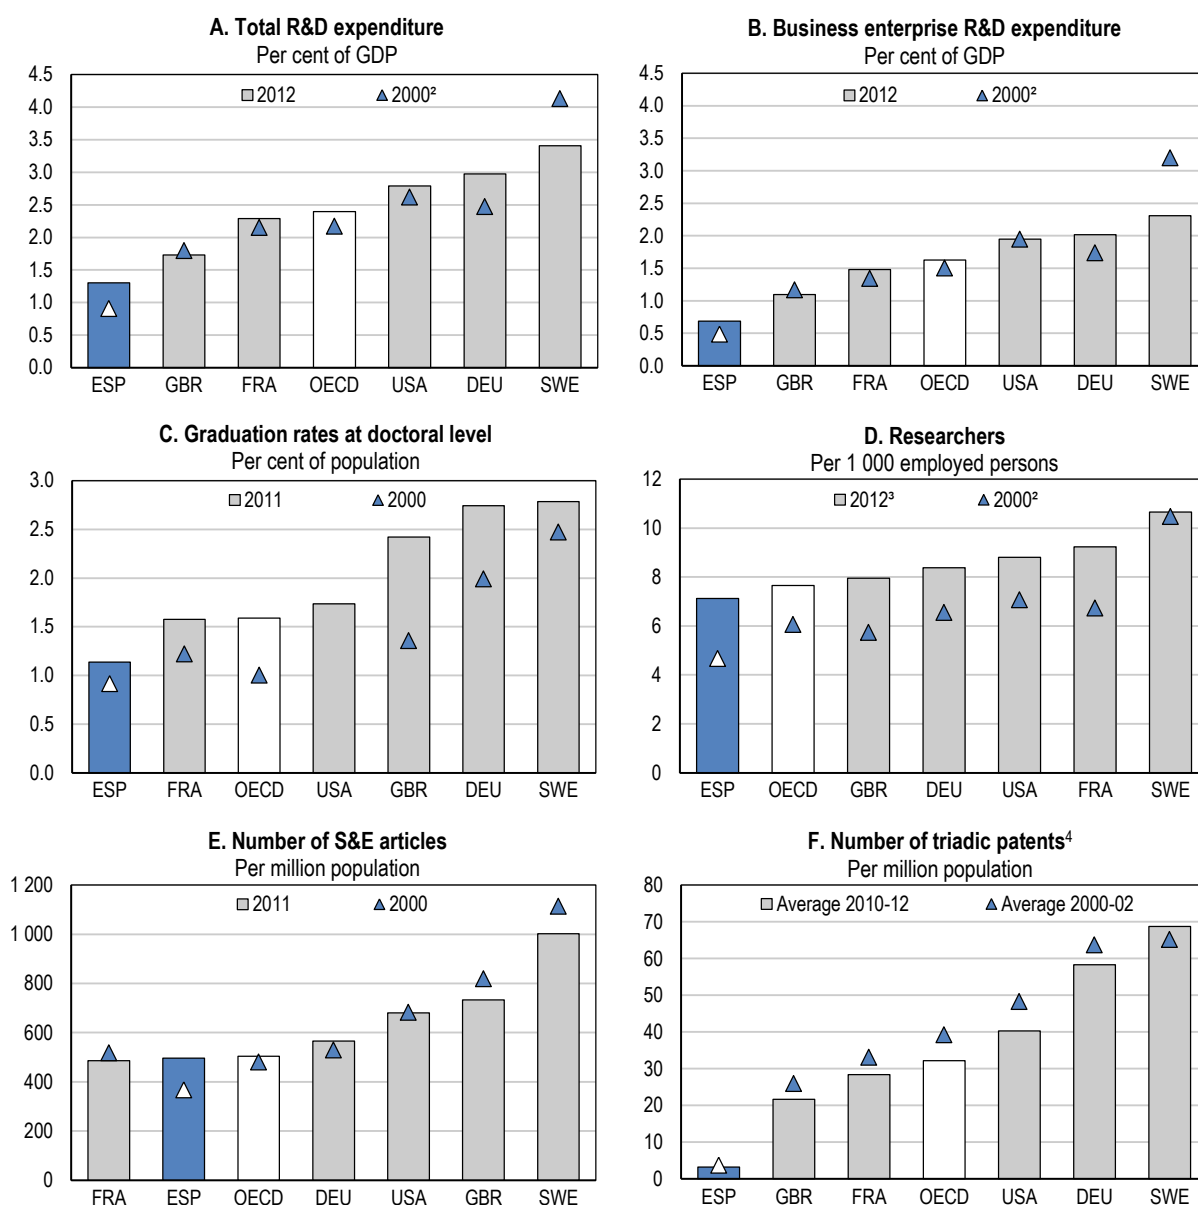 A. Total R&D expenditure
Per cent of GDP
4.5
4.0
3.5
3.0
2.5
2.0
1.5
1.0
0.5
0.0
2012 2000²
ESP GBR FRA OECD USA DEU SWE
B. Business enterprise R&D expenditure
Per cent of GDP
4.5
4.0
3.5
3.0
2.5
2.0
1.5
1.0
0.5
0.0
2012 2000²
ESP GBR FRA OECD USA DEU SWE
C. Graduation rates at doctoral level
Per cent of population
3.0
2.5
2.0
1.5
1.0
0.5
0.0
2011 2000
ESP FRA OECD USA GBR DEU SWE
D. Researchers
Per 1 000 employed persons
12
10
8
6
4
2
0
2012³ 2000²
ESP OECD GBR DEU USA FRA SWE
E. Number of S&E articles
Per million population
1 200
1 000
800
600
400
200
0
2011 2000
FRA ESP OECD DEU USA GBR SWE
F. Number of triadic patents⁴
Per million population
80
70
60
50
40
30
20
10
0
Average 2010-12 Average 2000-02
ESP GBR FRA OECD USA DEU SWE